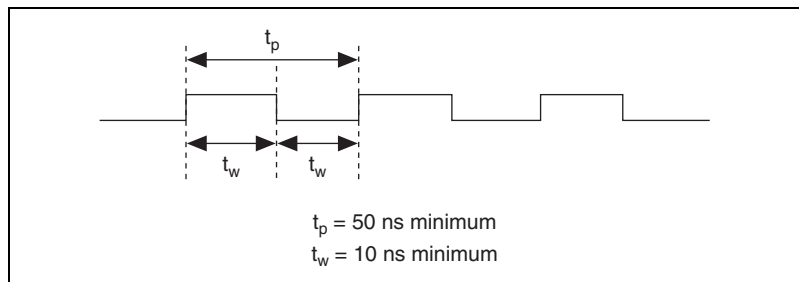 tp
tw tw
tp = 50 ns minimum
tw = 10 ns minimum